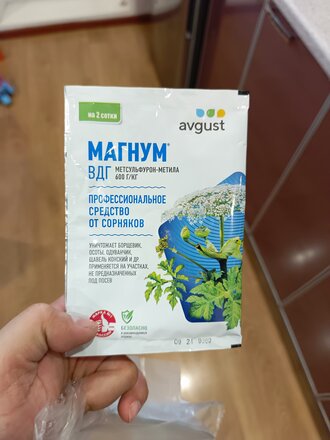 на 2 сотки
avgust
МАГНУМ®
ВДГ
МЕТСУЛЬФУРОН-МЕТИЛА
600 Г/КГ
ПРОФЕССИОНАЛЬНОЕ
СРЕДСТВО
ОТ СОРНЯКОВ
УНИЧТОЖАЕТ БОРЩЕВИК,
ОСОТЫ, ОДУВАНЧИК,
ЩАВЕЛЬ КОНСКИЙ И ДР.
ПРИМЕНЯЕТСЯ НА УЧАСТКАХ,
НЕ ПРЕДНАЗНАЧЕННЫХ
ПОД ПОСЕВ
БЕЗОПАСНО